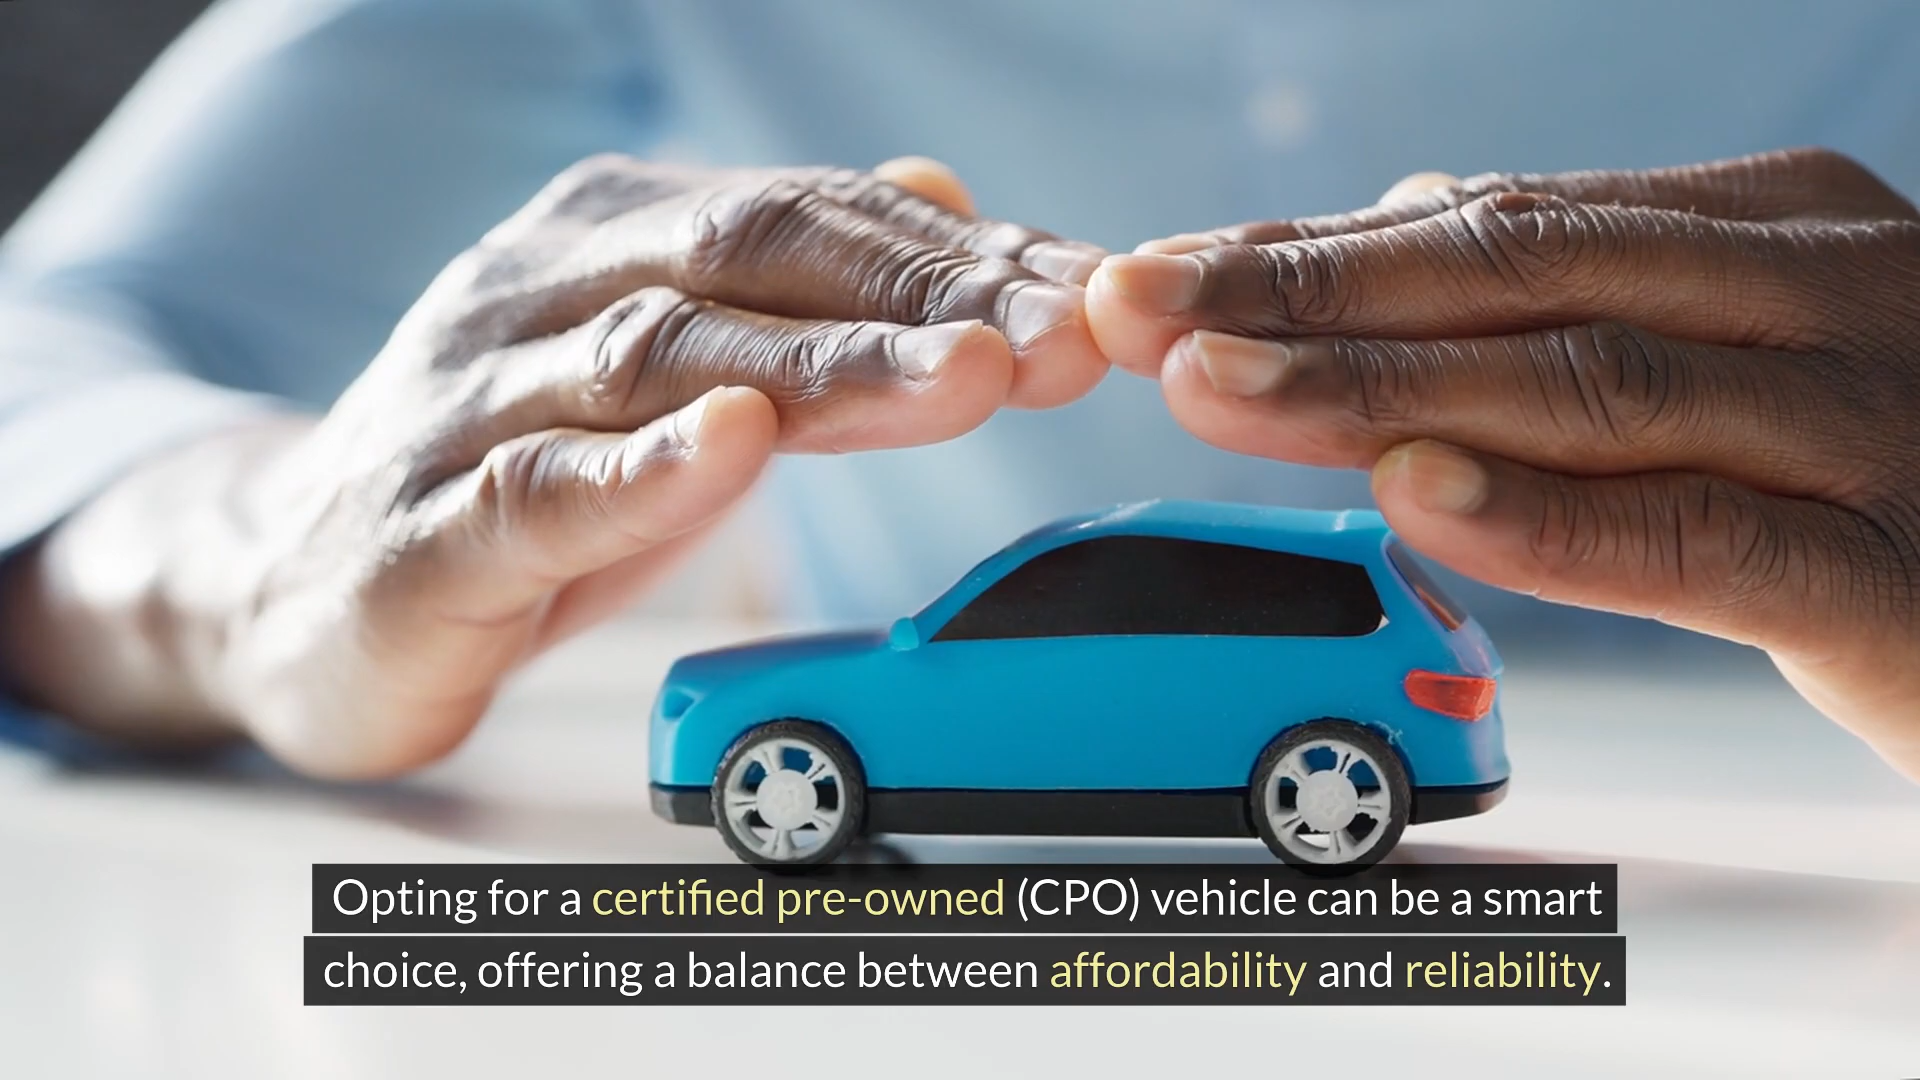 Opting for a certified pre-owned (CPO) vehicle can be a smart
choice, offering a balance between affordability and reliability.